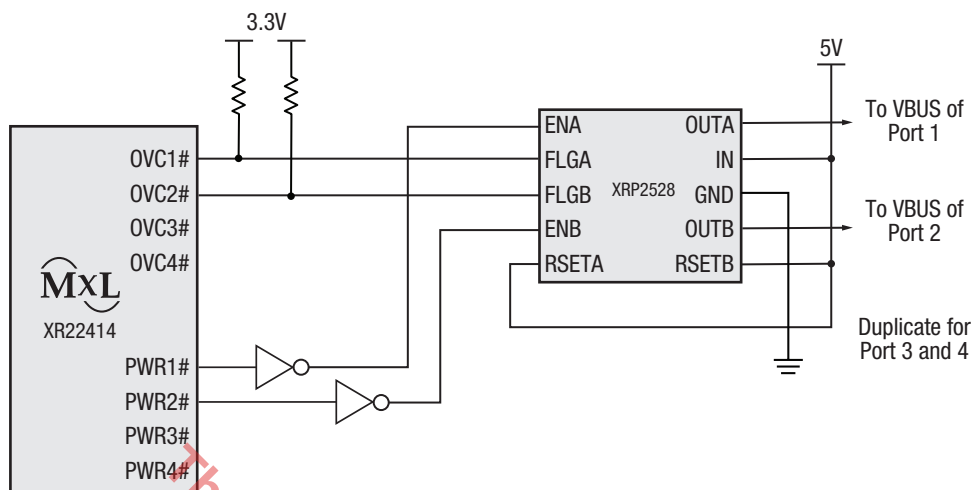 3.3V
5V
OVC1#
OVC2#
OVC3#
OVC4#
MxL
XR22414
PWR1#
PWR2#
PWR3#
PWR4#
ENA
FLGA
FLGB
ENB
RSETA
XRP2528
OUTA
IN
GND
OUTB
RSETB
To VBUS of
Port 1
To VBUS of
Port 2
Duplicate for
Port 3 and 4
Th